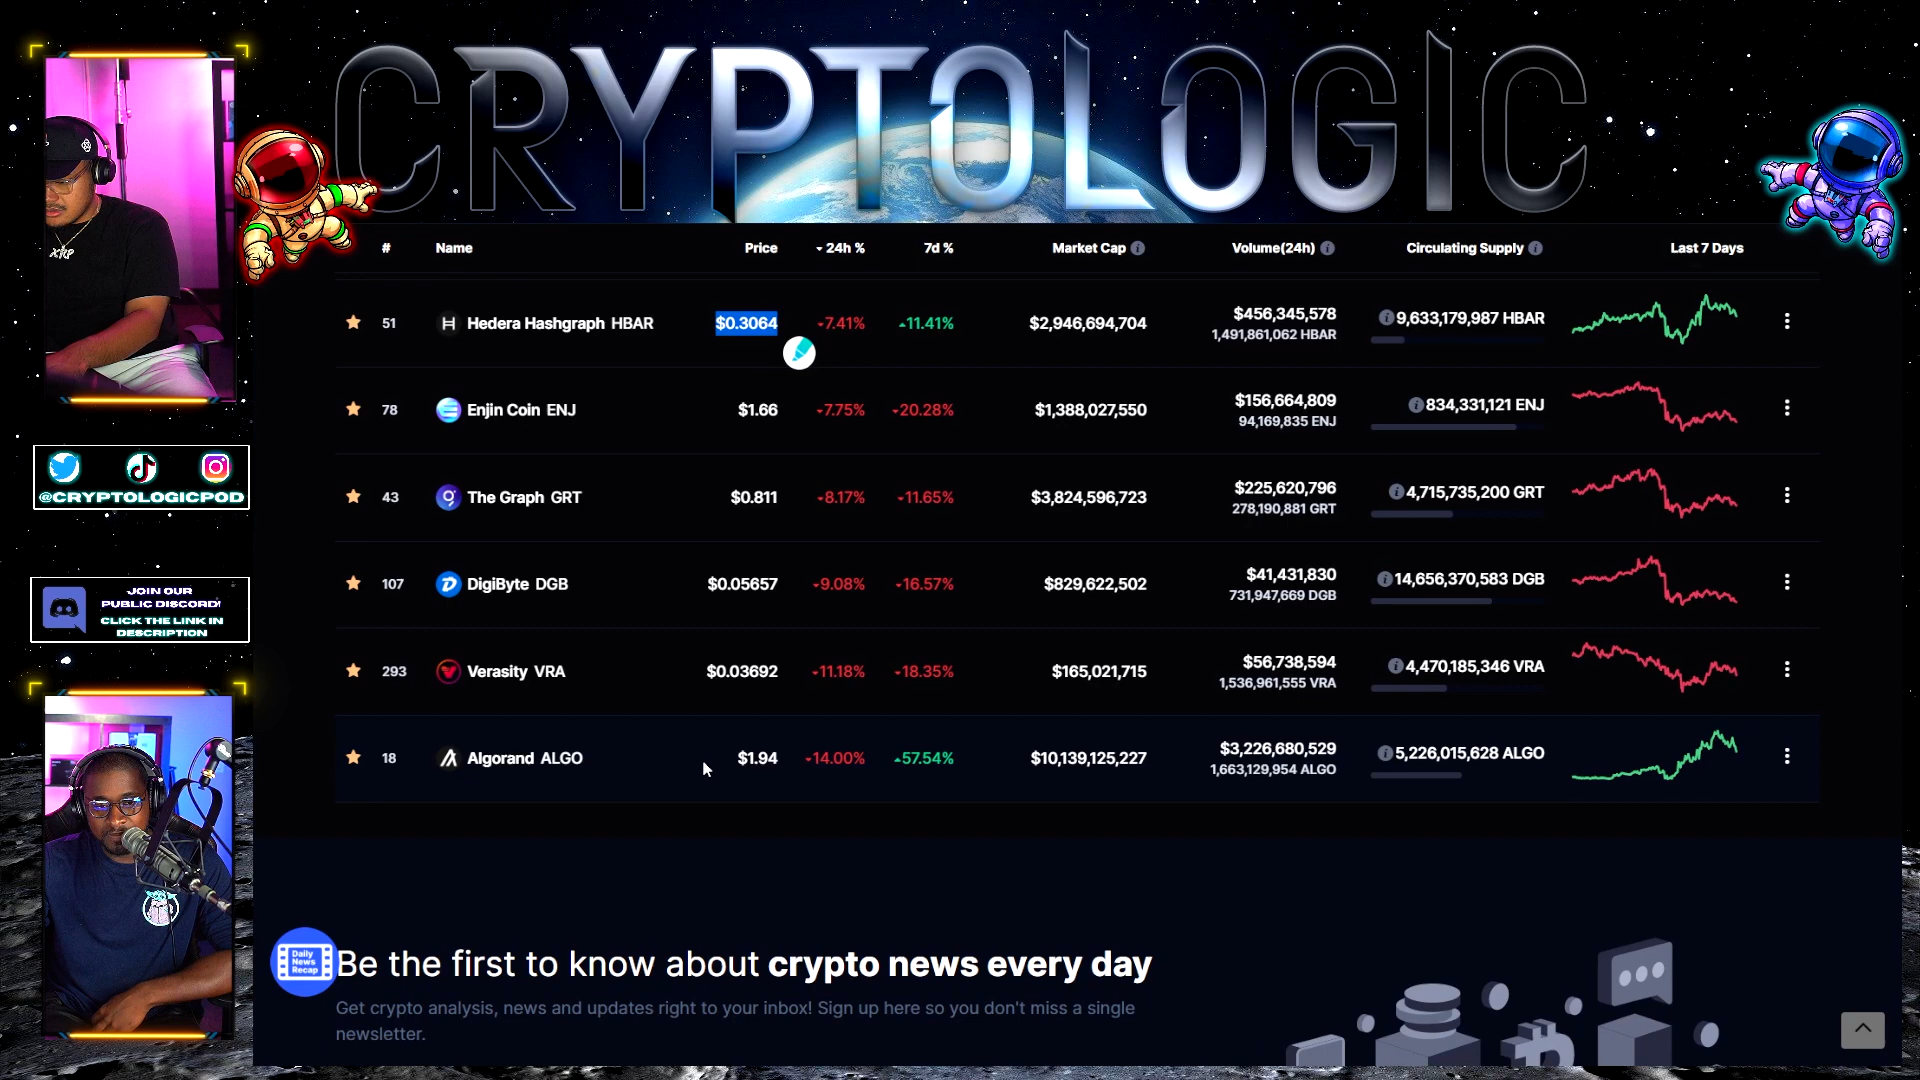 CRYPTOLOGIC
# Name Price 24h % 7d % Market Cap Volume(24h) Circulating Supply Last 7 Days
51 Hedera Hashgraph HBAR $0.3064 7.41% 11.41% $2,946,694,704 $456,345,578 9,633,179,987 HBAR
1,491,861,062 HBAR
78 Enjin Coin ENJ $1.66 7.75% 20.28% $1,388,027,550 $156,664,809 834,331,121 ENJ
94,169,835 ENJ
43 The Graph GRT $0.811 8.17% 11.65% $3,824,596,723 $225,620,796 4,715,735,200 GRT
278,190,881 GRT
107 DigiByte DGB $0.05657 9.08% 16.57% $829,622,502 $41,431,830 14,656,370,583 DGB
731,947,669 DGB
293 Verasity VRA $0.03692 11.18% 18.35% $165,021,715 $56,738,594 4,470,185,346 VRA
1,536,961,555 VRA
18 Algorand ALGO $1.94 14.00% 57.54% $10,139,125,227 $3,226,680,529 5,226,015,628 ALGO
1,663,129,954 ALGO
XRP
@CRYPTOLOGICPOD
JOIN OUR
PUBLIC DISCORD!
CLICK THE LINK IN
DESCRIPTION
Daily
News
Recap
Be the first to know about crypto news every day
Get crypto analysis, news and updates right to your inbox! Sign up here so you don't miss a single
newsletter.